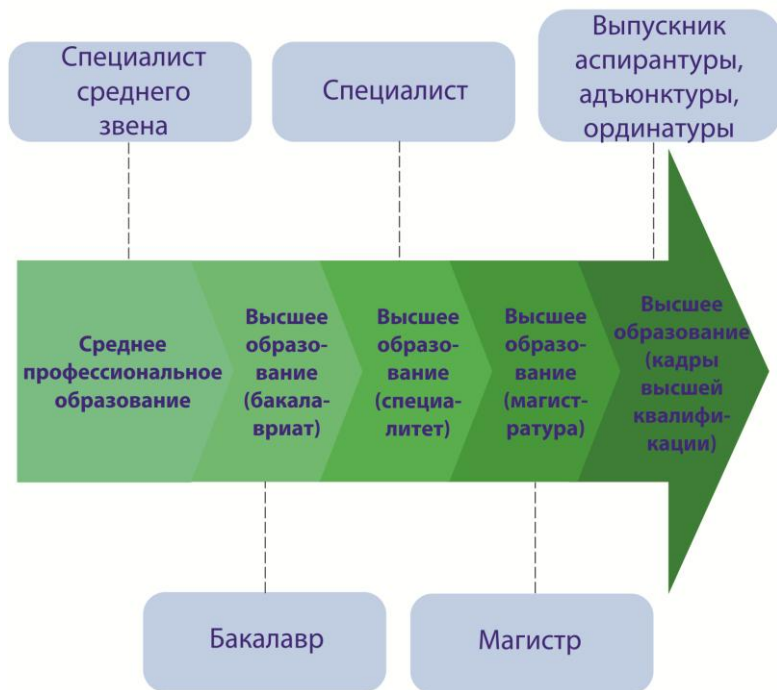 Специалист
среднего
звена
Специалист
Выпускник
аспирантуры,
адъюнктуры,
ординатуры
Среднее
профессиональное
образование
Высшее
образо-
вание
(бакала-
вриат)
Высшее
образо-
вание
(специа-
литет)
Высшее
образо-
вание
(магист-
ратура)
Высшее
образование
(кадры
высшей
квалифи-
кации)
Бакалавр
Магистр